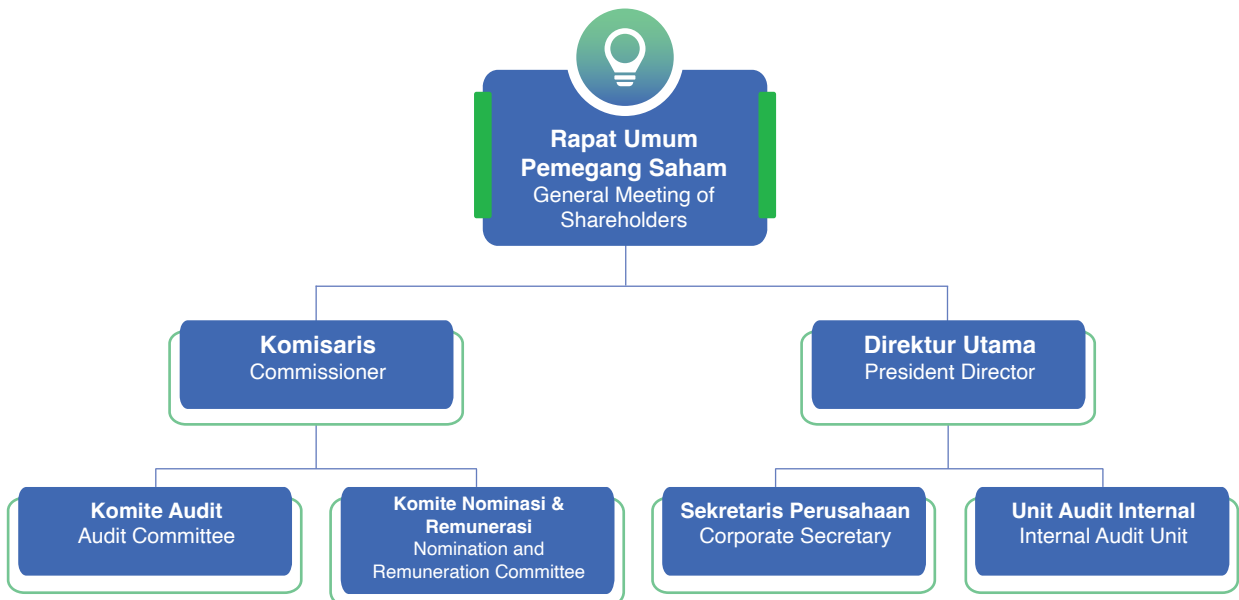 Rapat Umum
Pemegang Saham
General Meeting of
Shareholders
Komisaris
Commissioner
Direktur Utama
President Director
Komite Audit
Audit Committee
Komite Nominasi &
Remunerasi
Nomination and
Remuneration Committee
Sekretaris Perusahaan
Corporate Secretary
Unit Audit Internal
Internal Audit Unit